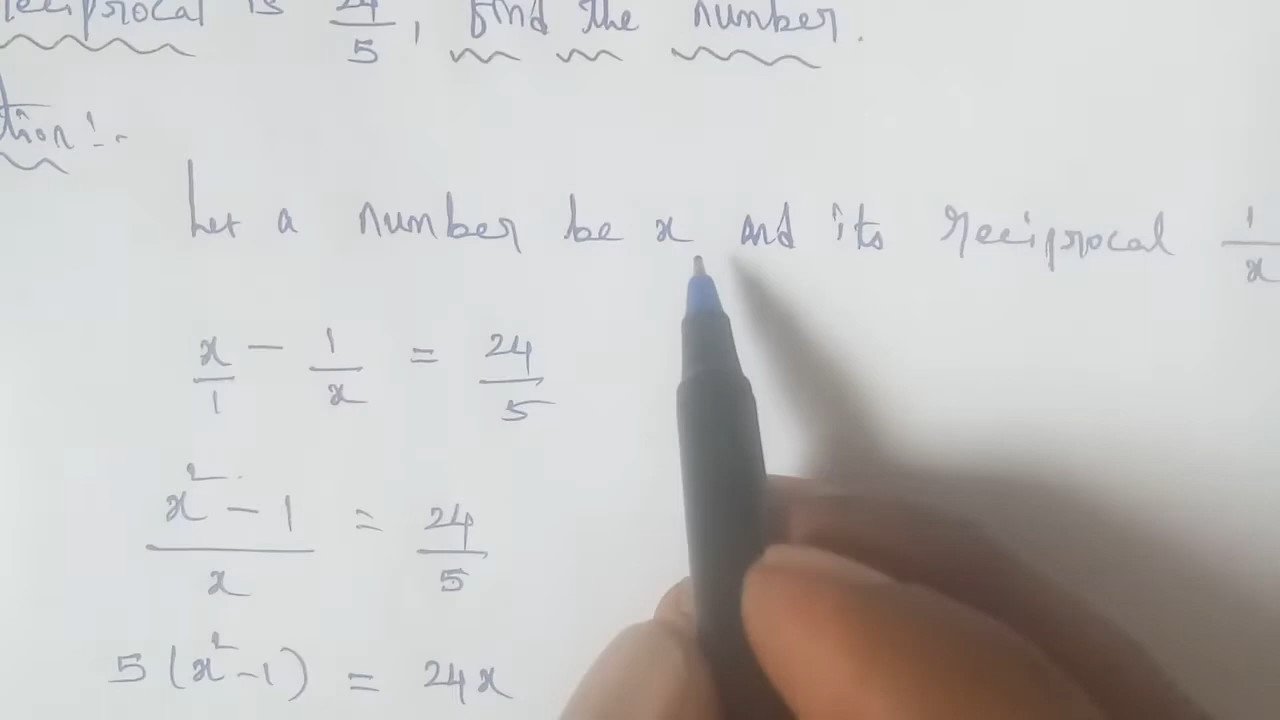 reciprocal is 24/5, find the number.
tion:-
Let a number be x and its reciprocal 1/x
x/1 - 1/x = 24/5
(x² - 1)/x = 24/5
5(x² - 1) = 24x